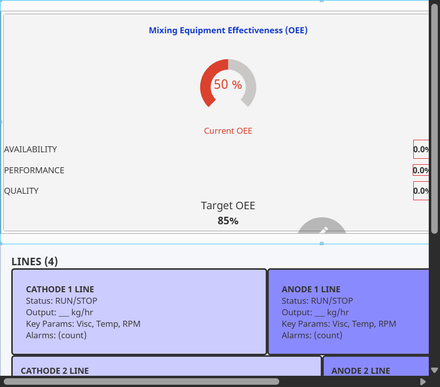 Mixing Equipment Effectiveness (OEE)
50 %
Current OEE
AVAILABILITY
0.0%
PERFORMANCE
0.0%
QUALITY
0.0%
Target OEE
85%
LINES (4)
CATHODE 1 LINE
Status: RUN/STOP
Output: __ kg/hr
Key Params: Visc, Temp, RPM
Alarms: (count)
ANODE 1 LINE
Status: RUN/STOP
Output: __ kg/hr
Key Params: Visc, Temp, RPM
Alarms: (count)
CATHODE 2 LINE
ANODE 2 LINE